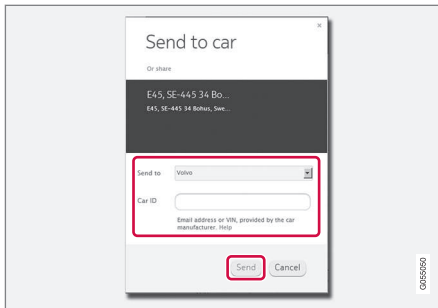 ×
Send to car
Or share
E45, SE-445 34 Bo...
E45, SE-445 34 Bohus, Swe...
Send to Volvo
Car ID
Email address or VIN, provided by the car
manufacturer. Help
Send Cancel
G055050